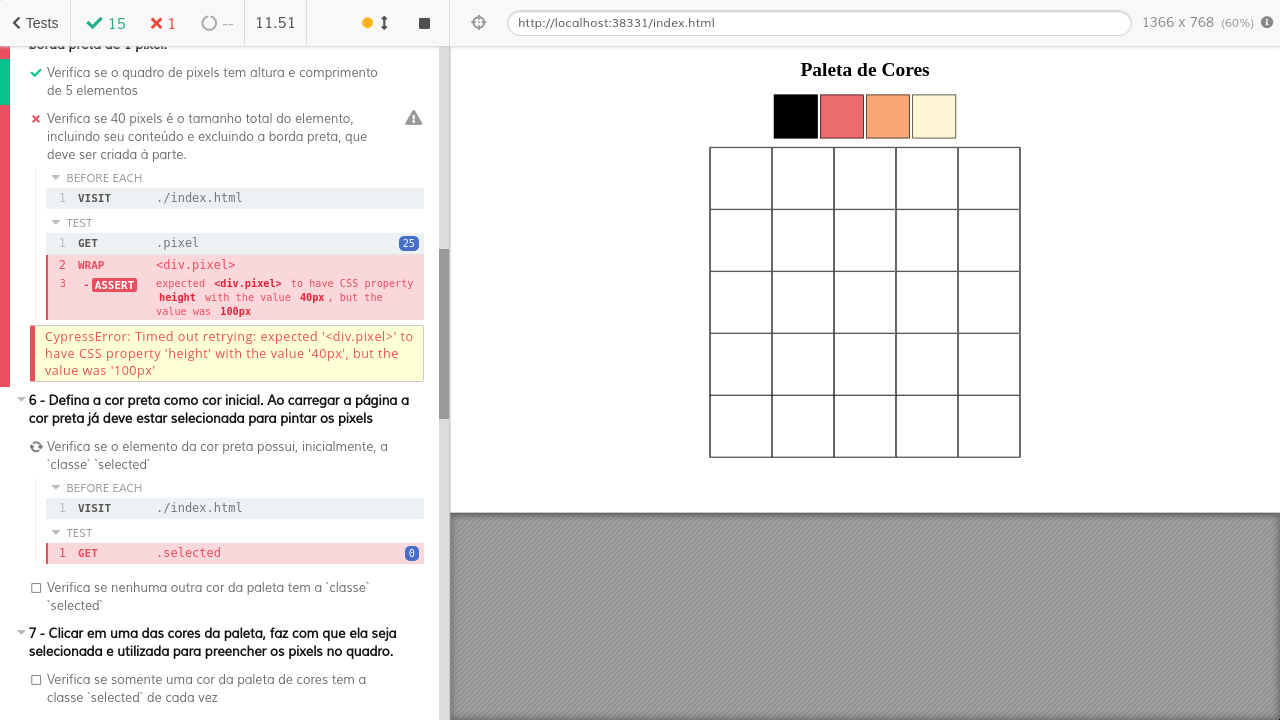 Tests
15
1
--
11.51
http://localhost:38331/index.html
1366 x 768 (60%)
borda preta de 1 pixel.
Verifica se o quadro de pixels tem altura e comprimento
de 5 elementos
Verifica se 40 pixels é o tamanho total do elemento,
incluindo seu conteúdo e excluindo a borda preta, que
deve ser criada à parte.
BEFORE EACH
1 VISIT ./index.html
TEST
1 GET .pixel 25
2 WRAP <div.pixel>
3 - ASSERT expected <div.pixel> to have CSS property
height with the value 40px, but the
value was 100px
CypressError: Timed out retrying: expected '<div.pixel>' to
have CSS property 'height' with the value '40px', but the
value was '100px'
6 - Defina a cor preta como cor inicial. Ao carregar a página a
cor preta já deve estar selecionada para pintar os pixels
Verifica se o elemento da cor preta possui, inicialmente, a
`classe` `selected`
BEFORE EACH
1 VISIT ./index.html
TEST
1 GET .selected 0
Verifica se nenhuma outra cor da paleta tem a `classe`
`selected`
7 - Clicar em uma das cores da paleta, faz com que ela seja
selecionada e utilizada para preencher os pixels no quadro.
Verifica se somente uma cor da paleta de cores tem a
classe `selected` de cada vez
Paleta de Cores